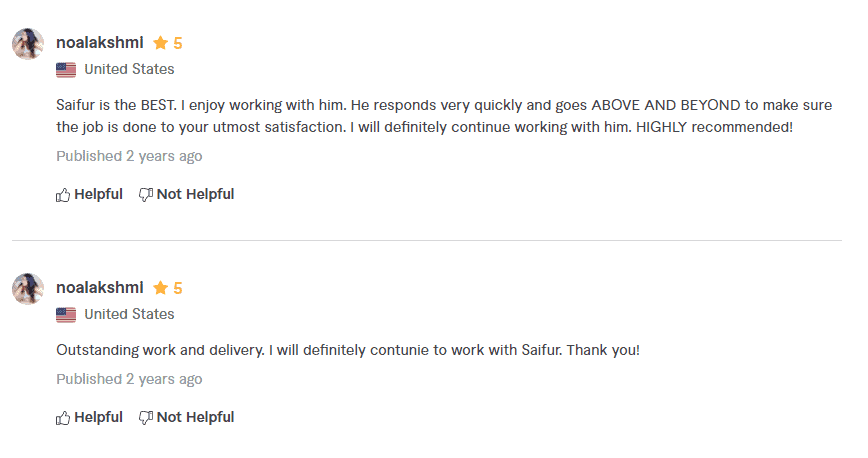 noalakshmi 5
United States
Saifur is the BEST. I enjoy working with him. He responds very quickly and goes ABOVE AND BEYOND to make sure
the job is done to your utmost satisfaction. I will definitely continue working with him. HIGHLY recommended!
Published 2 years ago
Helpful Not Helpful
noalakshmi 5
United States
Outstanding work and delivery. I will definitely contunie to work with Saifur. Thank you!
Published 2 years ago
Helpful Not Helpful